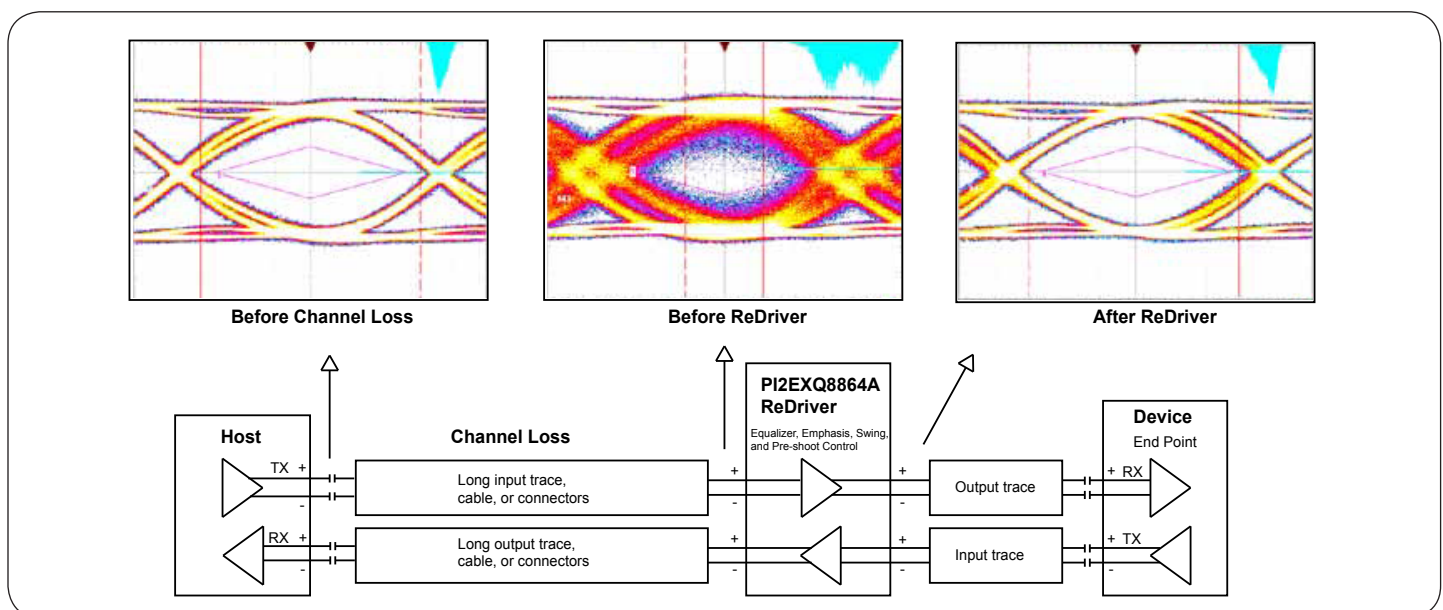 Before Channel Loss
Before ReDriver
After ReDriver
PI2EXQ8864A
ReDriver
Equalizer, Emphasis, Swing,
and Pre-shoot Control
Host
Channel Loss
Device
End Point
TX +
-
Long input trace,
cable, or connectors
+
-
+
-
Output trace
+ RX
-
RX +
-
Long output trace,
cable, or connectors
+
-
+
-
Input trace
+ TX
-